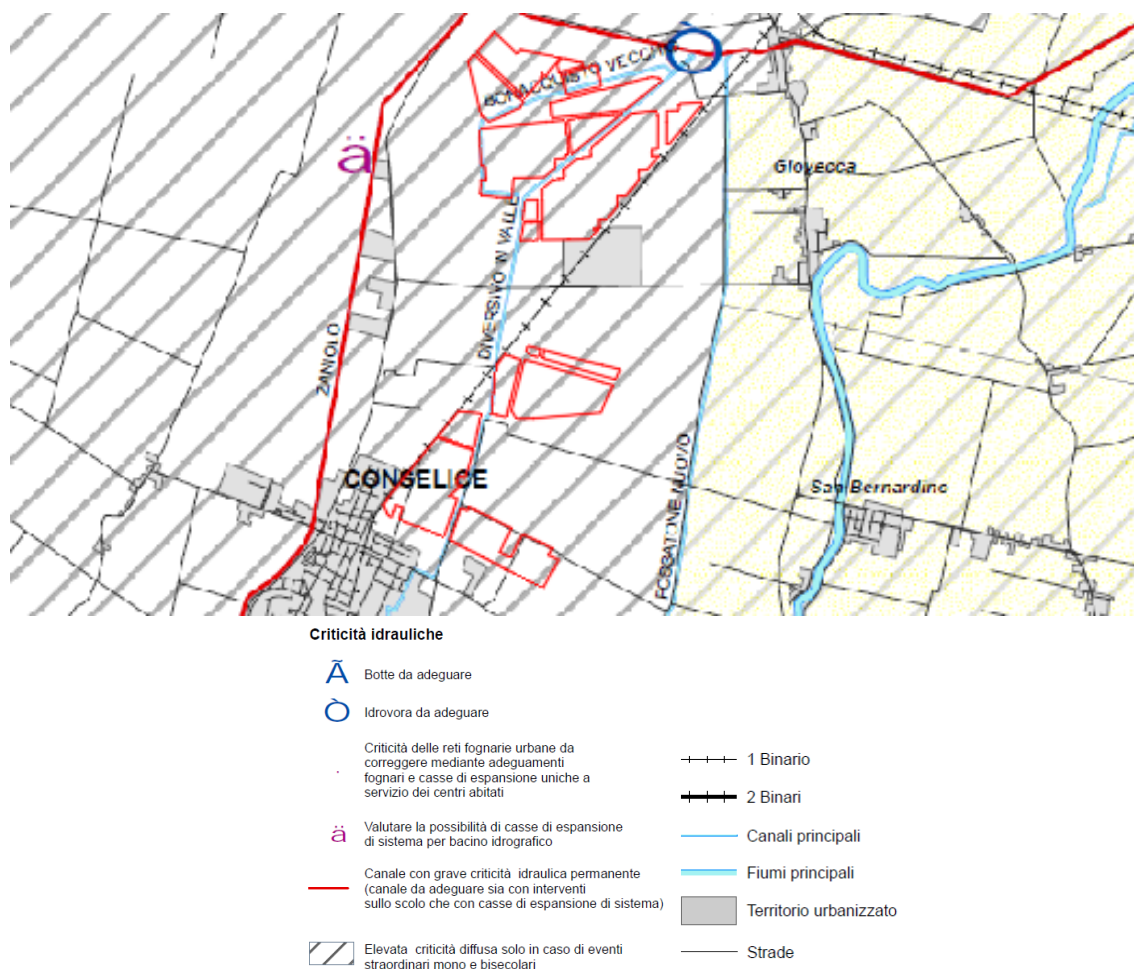 Ò
BONACQUISTO VECCHIO
ä
Giovecca
DIVERSIVO IN VALLE
ZANIOLO
CONSELICE
FOSSATONE NUOVO
San Bernardino
Criticità idrauliche
Ã Botte da adeguare
Ò Idrovora da adeguare
Criticità delle reti fognarie urbane da
correggere mediante adeguamenti
fognari e casse di espansione uniche a
servizio dei centri abitati
ä Valutare la possibilità di casse di espansione
di sistema per bacino idrografico
Canale con grave criticità idraulica permanente
(canale da adeguare sia con interventi
sullo scolo che con casse di espansione di sistema)
Elevata criticità diffusa solo in caso di eventi
straordinari mono e bisecolari
1 Binario
2 Binari
Canali principali
Fiumi principali
Territorio urbanizzato
Strade